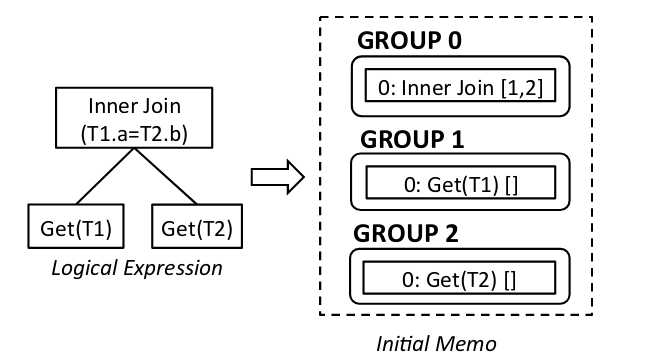 Inner Join
(T1.a=T2.b)
Get(T1)
Get(T2)
Logical Expression
GROUP 0
0: Inner Join [1,2]
GROUP 1
0: Get(T1) []
GROUP 2
0: Get(T2) []
Initial Memo